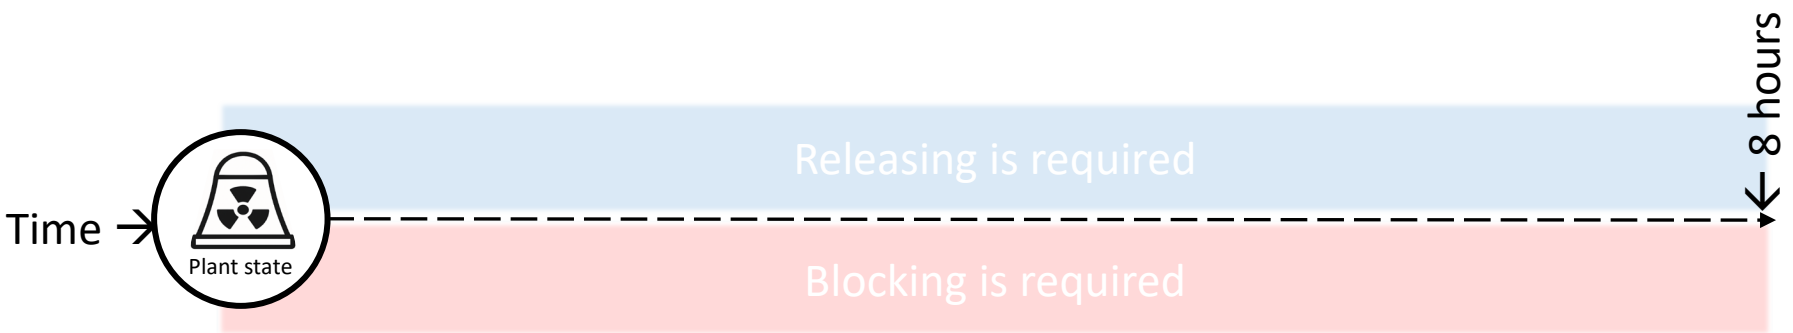 ← 8 hours
Releasing is required
Time →
Plant state
Blocking is required